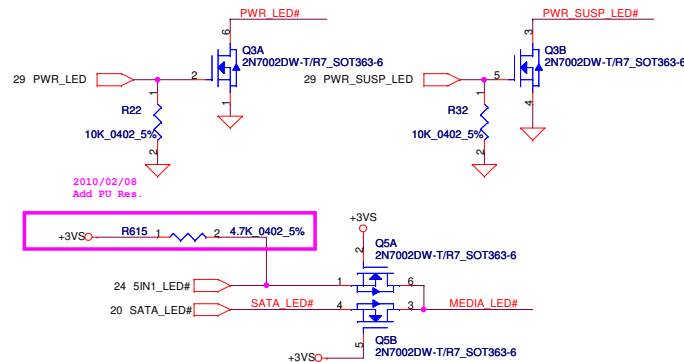 PWR_LED#
6
Q3A
2N7002DW-T/R7_SOT363-6
29 PWR_LED
2
1
1
R22
10K_0402_5%
2
PWR_SUSP_LED#
3
Q3B
2N7002DW-T/R7_SOT363-6
29 PWR_SUSP_LED
5
4
1
R32
10K_0402_5%
2
2010/02/08
Add PU Res.
+3VS
R615
1
2
4.7K_0402_5%
+3VS
Q5A
2N7002DW-T/R7_SOT363-6
2
24 5IN1_LED#
1
6
20 SATA_LED#
SATA_LED#
4
3
MEDIA_LED#
5
Q5B
2N7002DW-T/R7_SOT363-6
+3VS